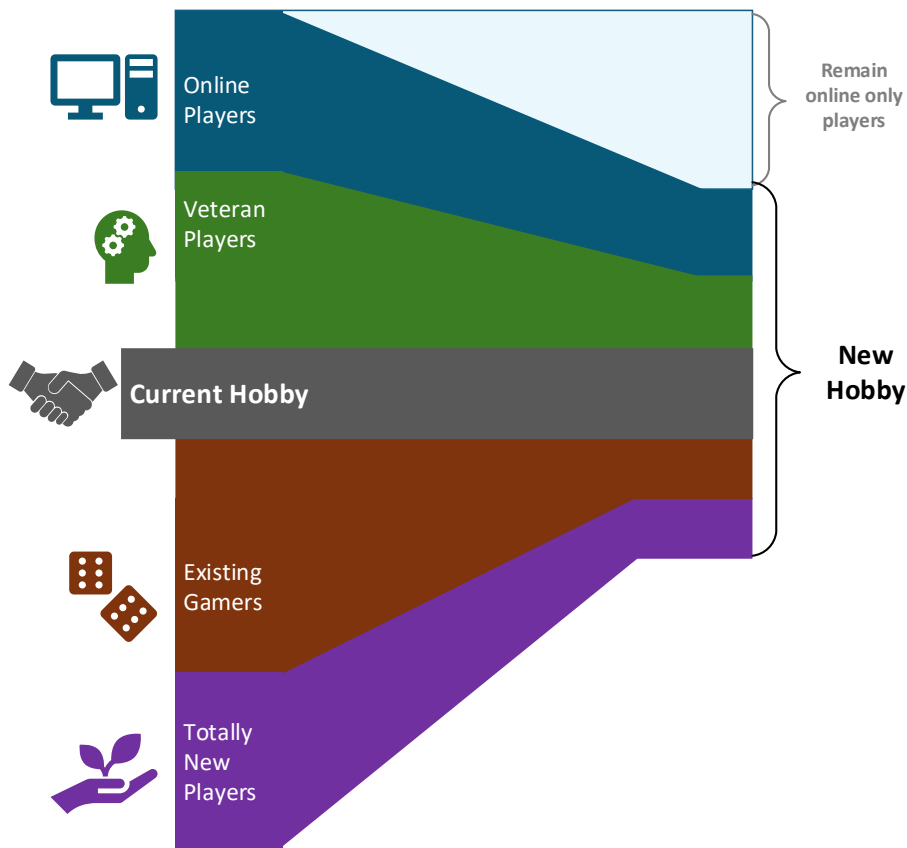 Online
Players
Remain
online only
players
Veteran
Players
Current Hobby
New
Hobby
Existing
Gamers
Totally
New
Players